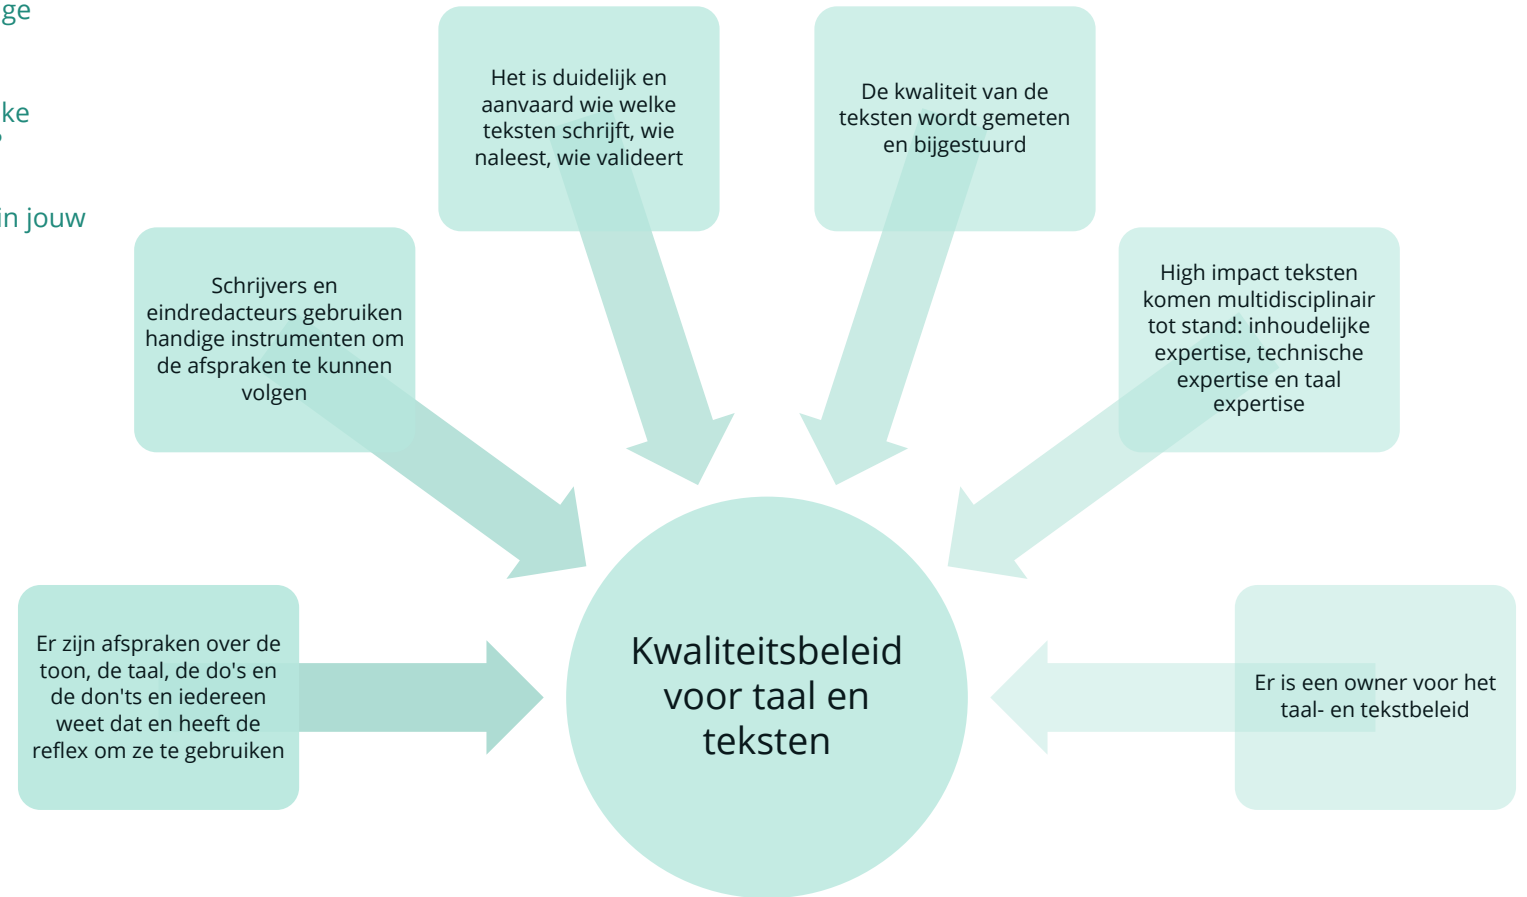 ge
ke
in jouw
Het is duidelijk en
aanvaard wie welke
teksten schrijft, wie
naleest, wie valideert
De kwaliteit van de
teksten wordt gemeten
en bijgestuurd
Schrijvers en
eindredacteurs gebruiken
handige instrumenten om
de afspraken te kunnen
volgen
High impact teksten
komen multidisciplinair
tot stand: inhoudelijke
expertise, technische
expertise en taal
expertise
Er zijn afspraken over de
toon, de taal, de do's en
de don'ts en iedereen
weet dat en heeft de
reflex om ze te gebruiken
Kwaliteitsbeleid
voor taal en
teksten
Er is een owner voor het
taal- en tekstbeleid